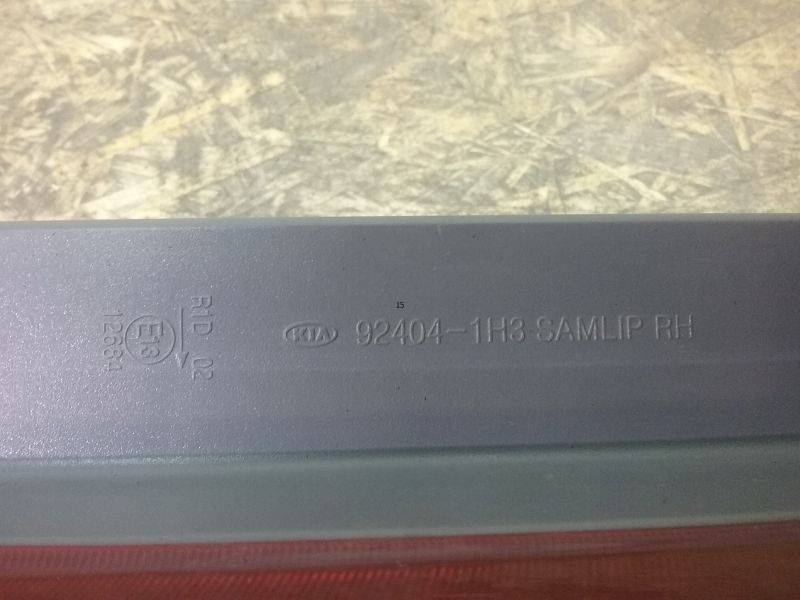 R1D 02
E13
12684
15
KIA 92404-1H3 SAMLIP RH